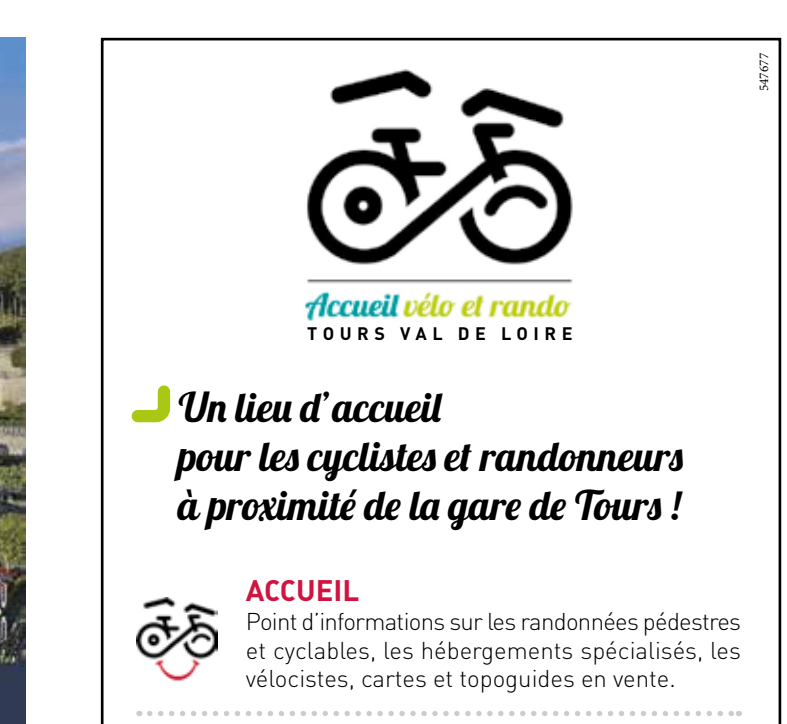 547677
Accueil vélo et rando
TOURS VAL DE LOIRE
Un lieu d'accueil
pour les cyclistes et randonneurs
à proximité de la gare de Tours !
ACCUEIL
Point d'informations sur les randonnées pédestres
et cyclables, les hébergements spécialisés, les
vélocistes, cartes et topoguides en vente.